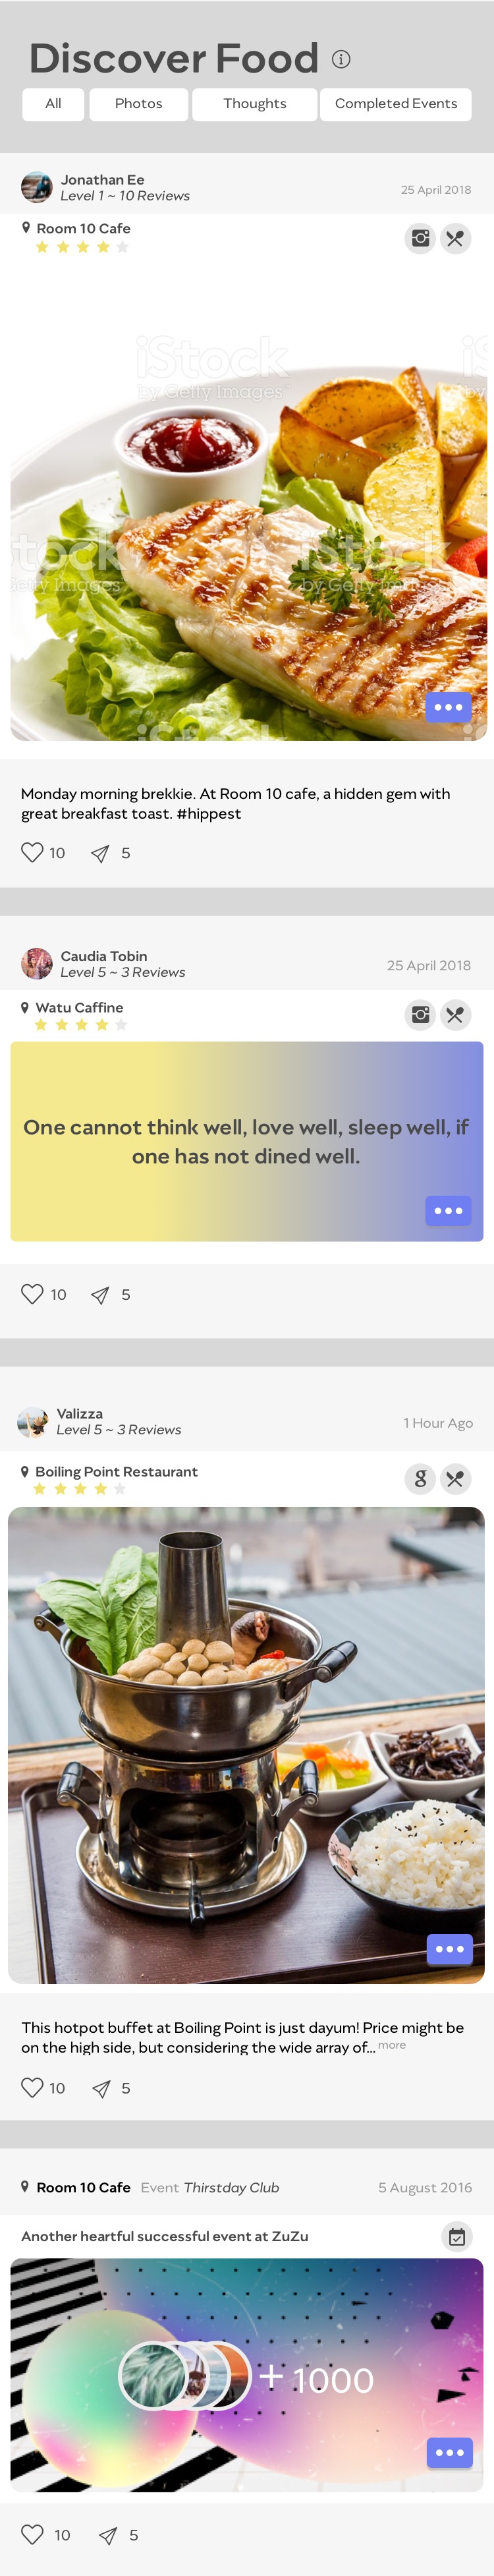 Discover Food
All Photos Thoughts Completed Events
Jonathan Ee
Level 1 ~ 10 Reviews
25 April 2018
Room 10 Cafe
iStock
by Getty Images
iStock
by Getty Images
Monday morning brekkie. At Room 10 cafe, a hidden gem with
great breakfast toast. #hippest
10 5
Caudia Tobin
Level 5 ~ 3 Reviews
25 April 2018
Watu Caffine
One cannot think well, love well, sleep well, if
one has not dined well.
10 5
Valizza
Level 5 ~ 3 Reviews
1 Hour Ago
Boiling Point Restaurant
g
This hotpot buffet at Boiling Point is just dayum! Price might be
on the high side, but considering the wide array of... more
10 5
Room 10 Cafe Event Thirstday Club 5 August 2016
Another heartful successful event at ZuZu
+ 1000
10 5